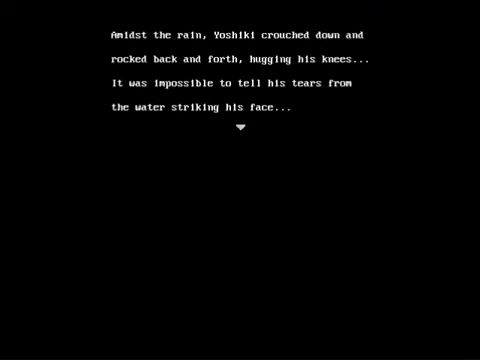 Amidst the rain, Yoshiki crouched down and
rocked back and forth, hugging his knees...
It was impossible to tell his tears from
the water striking his face...